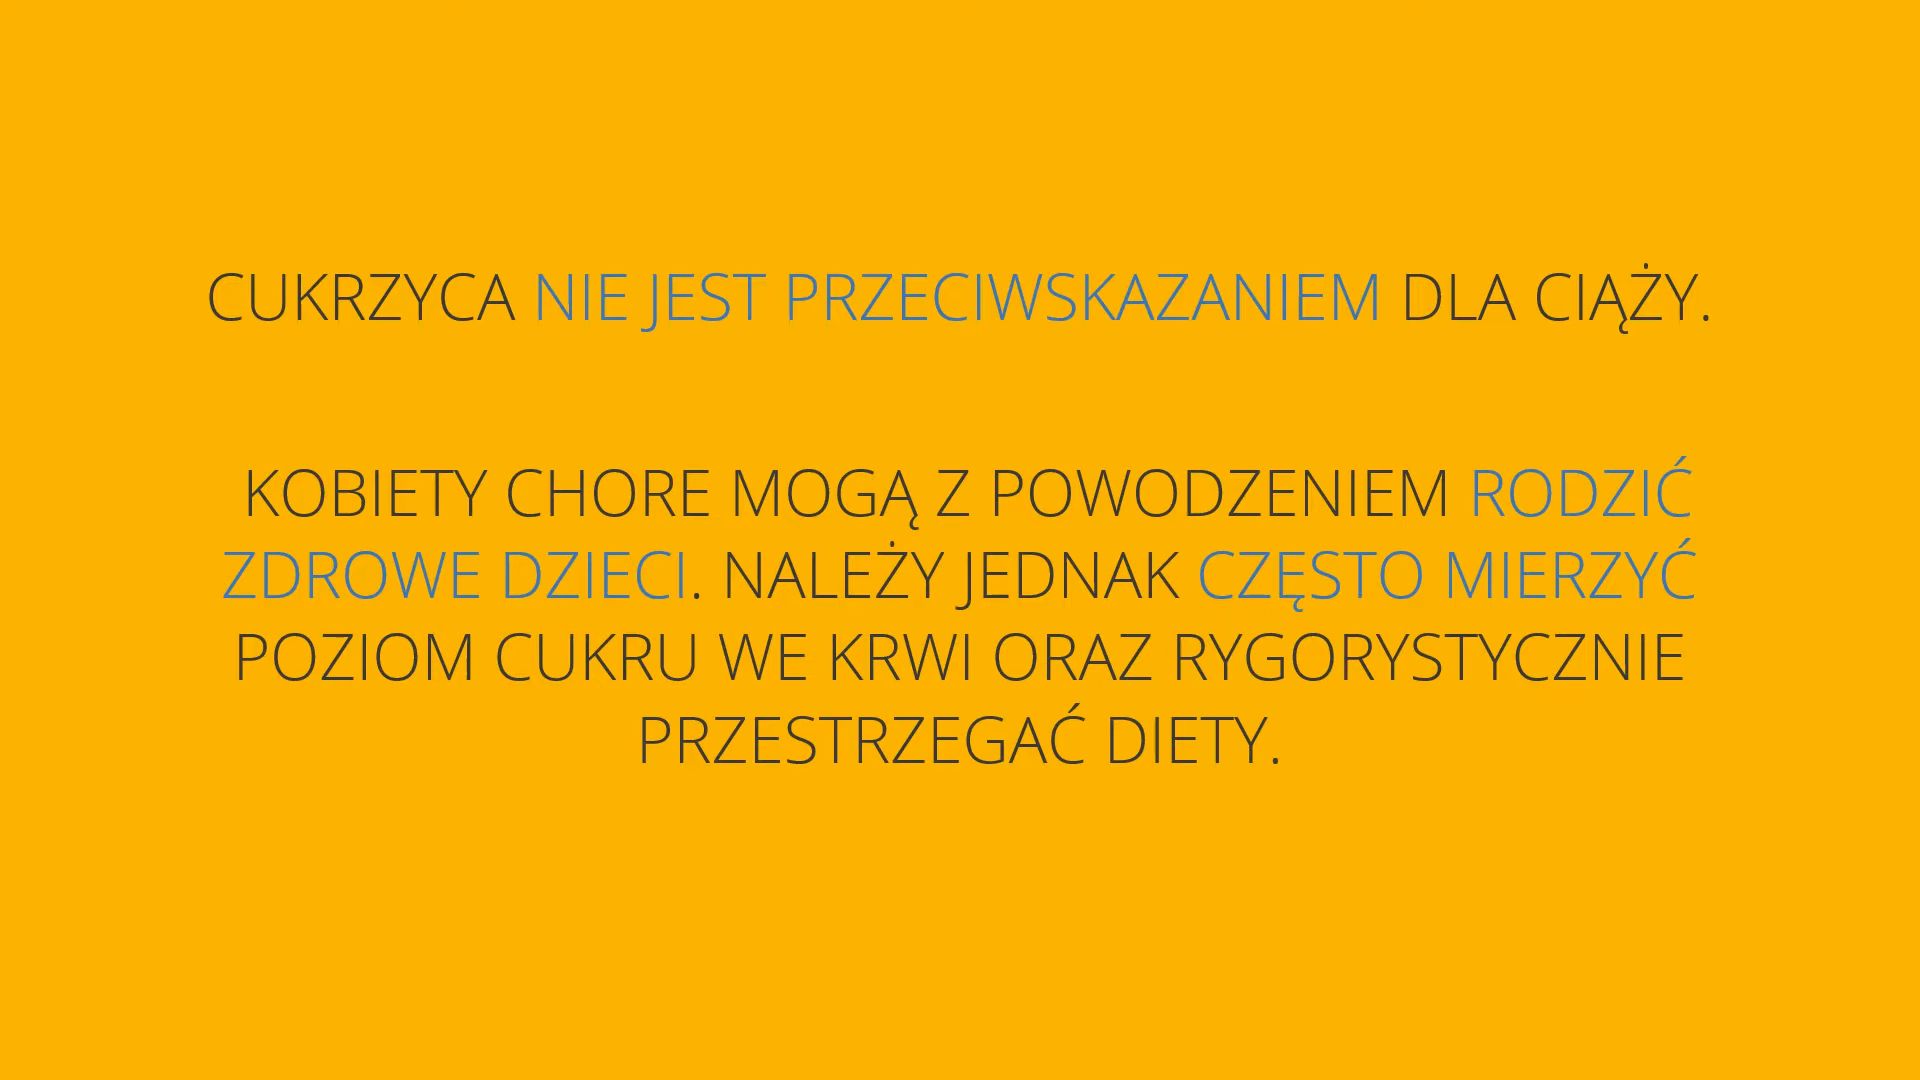 CUKRZYCA NIE JEST PRZECIWSKAZANIEM DLA CIĄŻY.
KOBIETY CHORE MOGĄ Z POWODZENIEM RODZIĆ
ZDROWE DZIECI. NALEŻY JEDNAK CZĘSTO MIERZYĆ
POZIOM CUKRU WE KRWI ORAZ RYGORYSTYCZNIE
PRZESTRZEGAĆ DIETY.